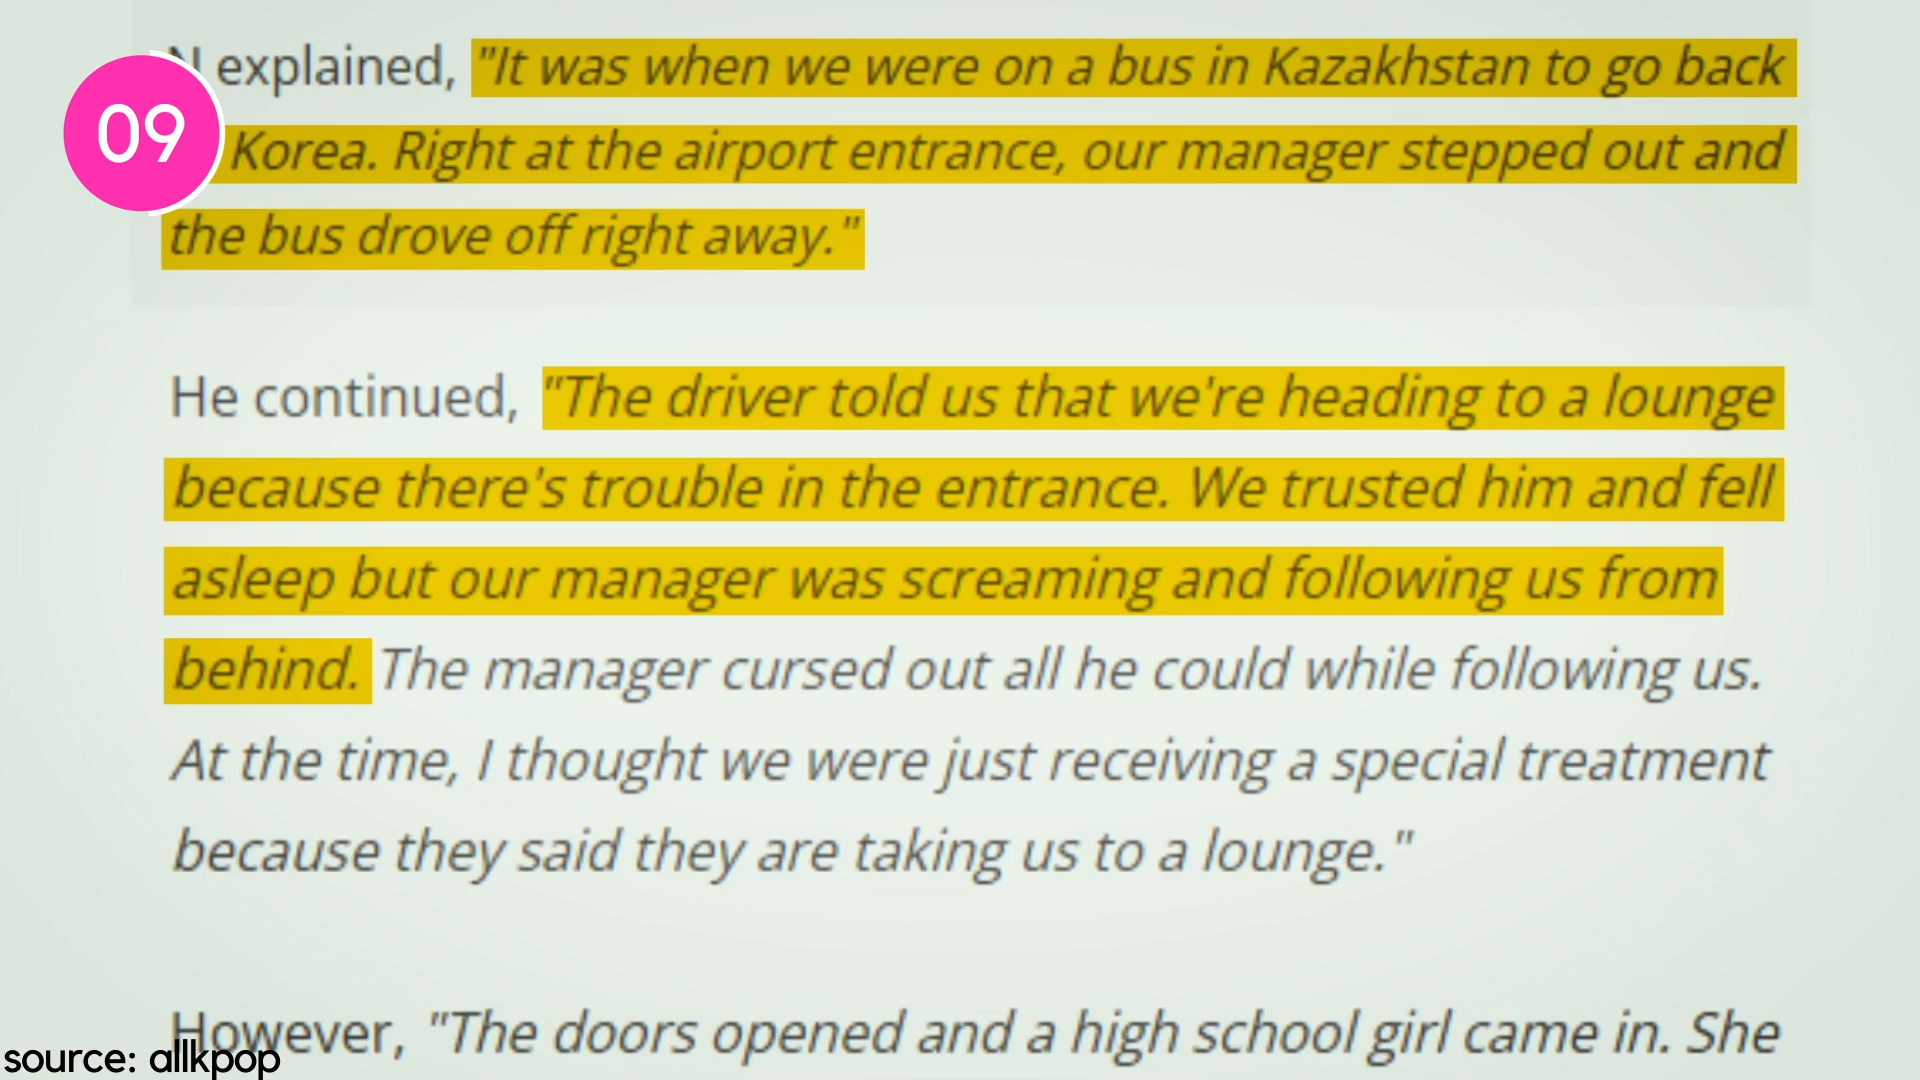 N explained, "It was when we were on a bus in Kazakhstan to go back
09
Korea. Right at the airport entrance, our manager stepped out and
the bus drove off right away."
He continued, "The driver told us that we're heading to a lounge
because there's trouble in the entrance. We trusted him and fell
asleep but our manager was screaming and following us from
behind. The manager cursed out all he could while following us.
At the time, I thought we were just receiving a special treatment
because they said they are taking us to a lounge."
However, "The doors opened and a high school girl came in. She
source: allkpop